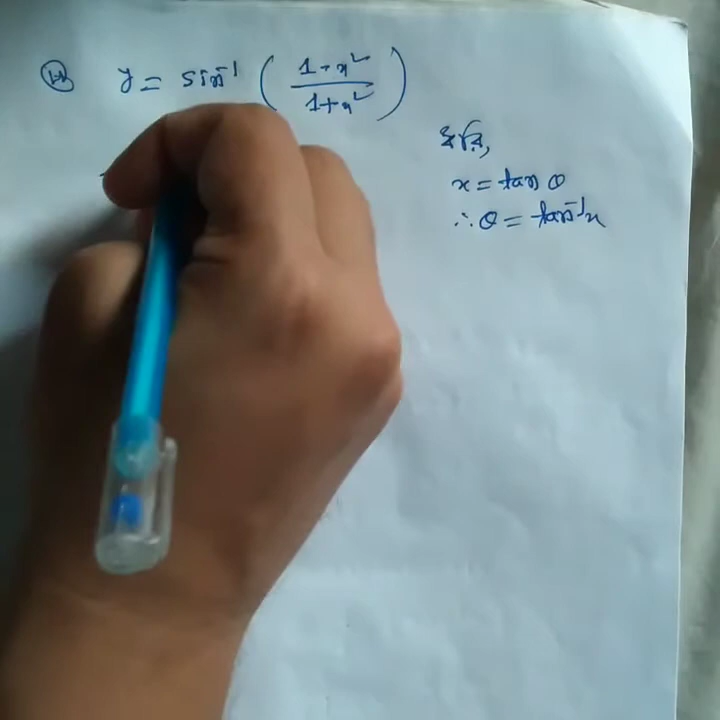 y = sin⁻¹ ( (1 - x²) / (1 + x²) )
ধরি,
x = tan θ
∴ θ = tan⁻¹x